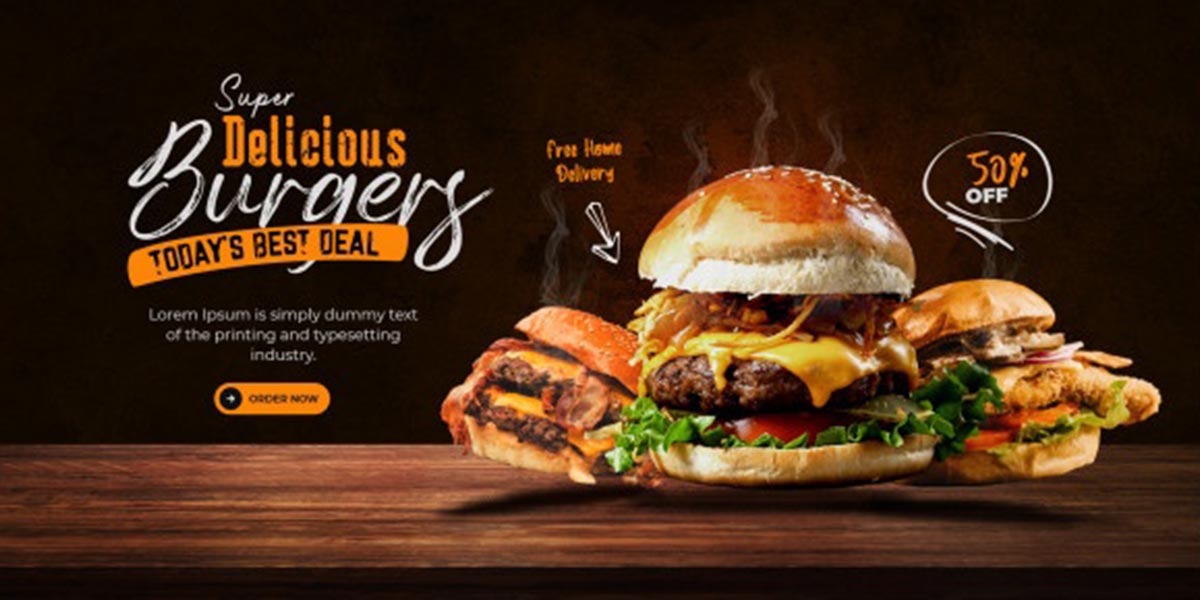 Super
Delicious
Burgers
TODAY'S BEST DEAL
Lorem Ipsum is simply dummy text
of the printing and typesetting
industry.
ORDER NOW
free Home
Delivery
50%
OFF